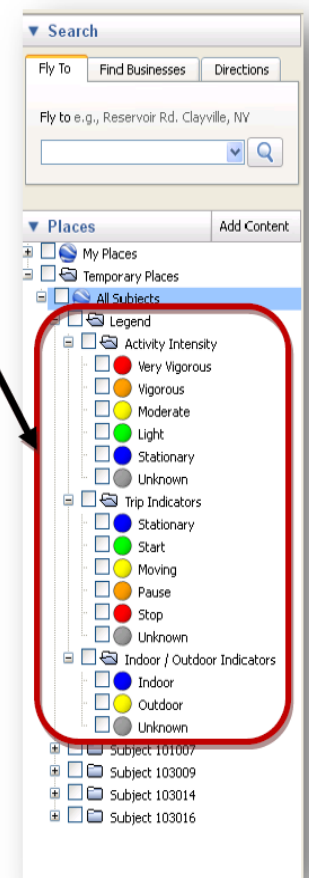 Search
Fly To Find Businesses Directions
Fly to e.g., Reservoir Rd. Clayville, NY
Places Add Content
My Places
Temporary Places
All Subjects
Legend
Activity Intensity
Very Vigorous
Vigorous
Moderate
Light
Stationary
Unknown
Trip Indicators
Stationary
Start
Moving
Pause
Stop
Unknown
Indoor / Outdoor Indicators
Indoor
Outdoor
Unknown
Subject 101007
Subject 103009
Subject 103014
Subject 103016